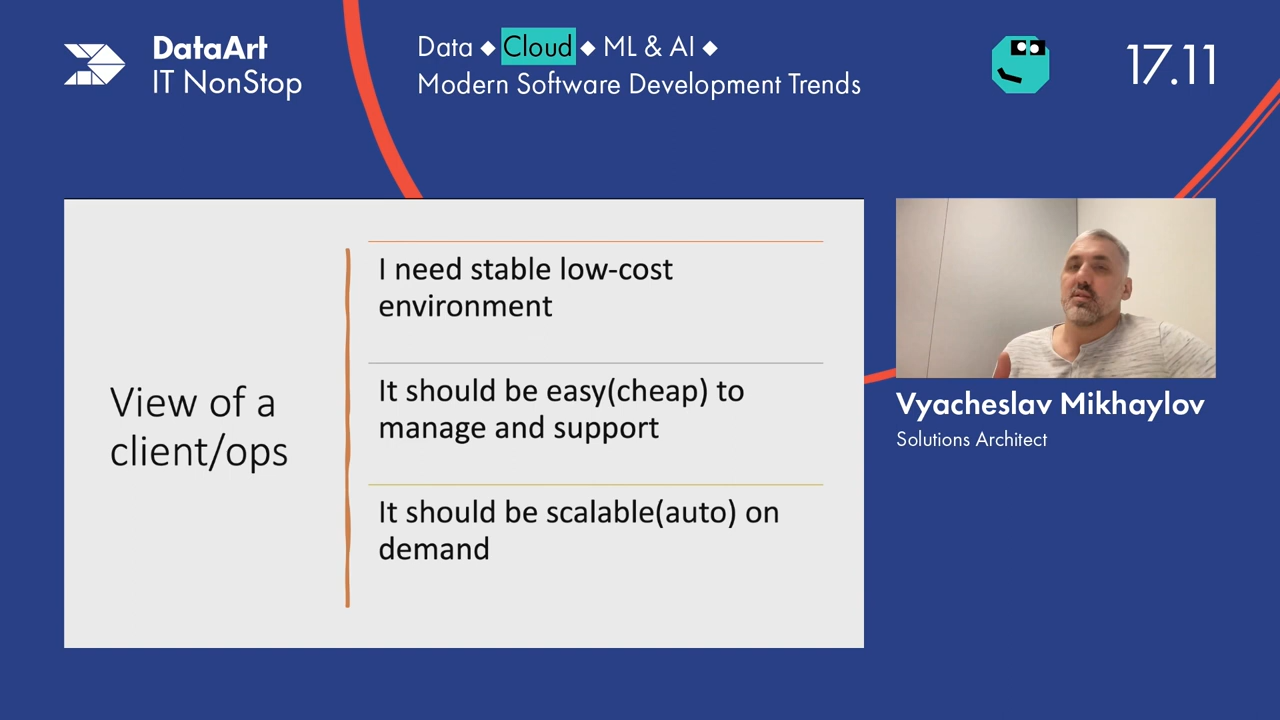 DataArt
IT NonStop
Data ◆ Cloud ◆ ML & AI ◆
Modern Software Development Trends
17.11
View of a
client/ops
I need stable low-cost
environment
It should be easy(cheap) to
manage and support
It should be scalable(auto) on
demand
Vyacheslav Mikhaylov
Solutions Architect